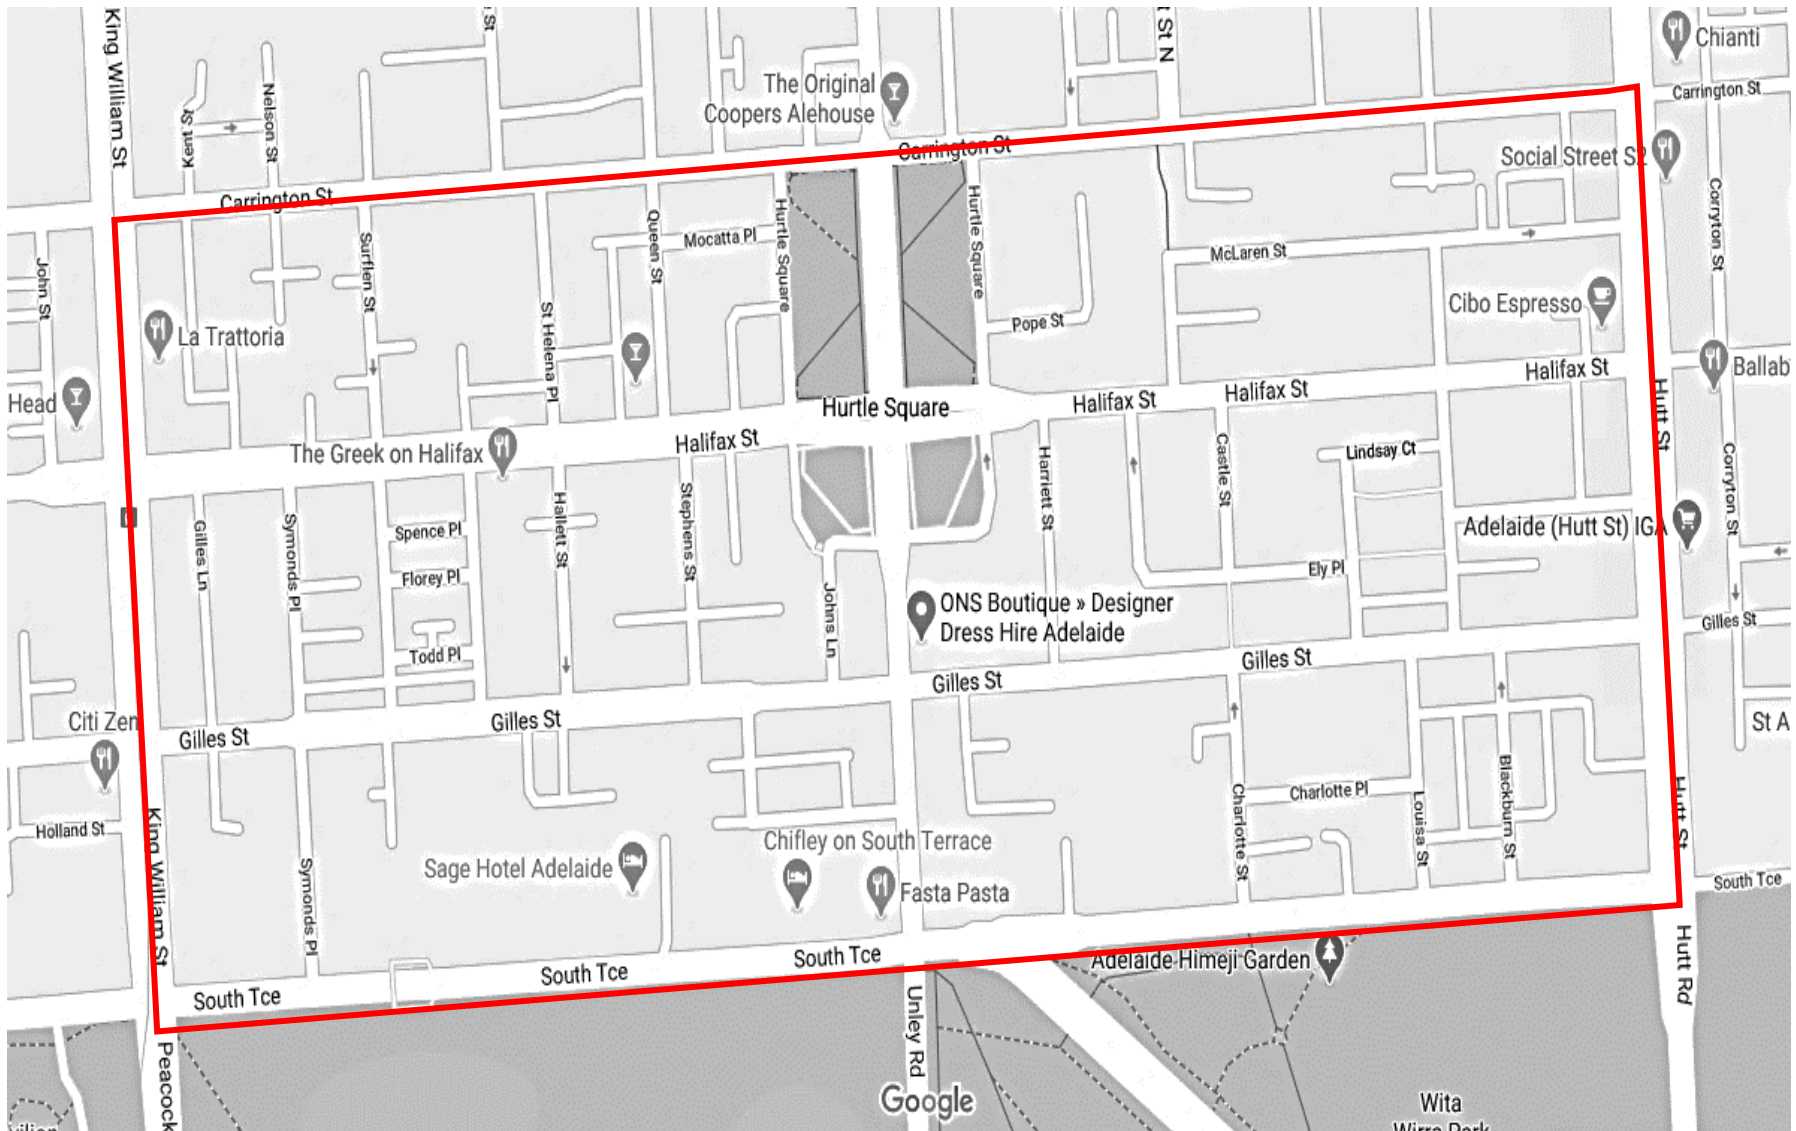 King William St
St
St N
Chianti
Carrington St
The Original
Coopers Alehouse
Kent St
Nelson St
Carrington St
Carrington St
Social Street S2
Corryton St
Hurtle Square
Hurtle Square
Queen St
Mocatta Pl
Surflen St
John St
McLaren St
Cibo Espresso
La Trattoria
St Helena Pl
Pope St
Head
Hurtle Square
Halifax St
Halifax St
Halifax St
Ballab
Hutt St
The Greek on Halifax
Halifax St
Lindsay Ct
Castle St
Harriett St
Corryton St
Adelaide (Hutt St) IGA
Gilles Ln
Symonds Pl
Spence Pl
Florey Pl
Todd Pl
Hallett St
Stephens St
Johns Ln
Ely Pl
ONS Boutique » Designer
Dress Hire Adelaide
Gilles St
Gilles St
Gilles St
Gilles St
Gilles St
Citi Zen
St A
Holland St
King William St
Charlotte Pl
Charlotte St
Louisa St
Blackburn St
Hutt St
Sage Hotel Adelaide
Chifley on South Terrace
Fasta Pasta
Symonds Pl
South Tce
South Tce
South Tce
South Tce
Adelaide Himeji Garden
Hutt Rd
Unley Rd
Peacock
Google
Wita
Wirra Park